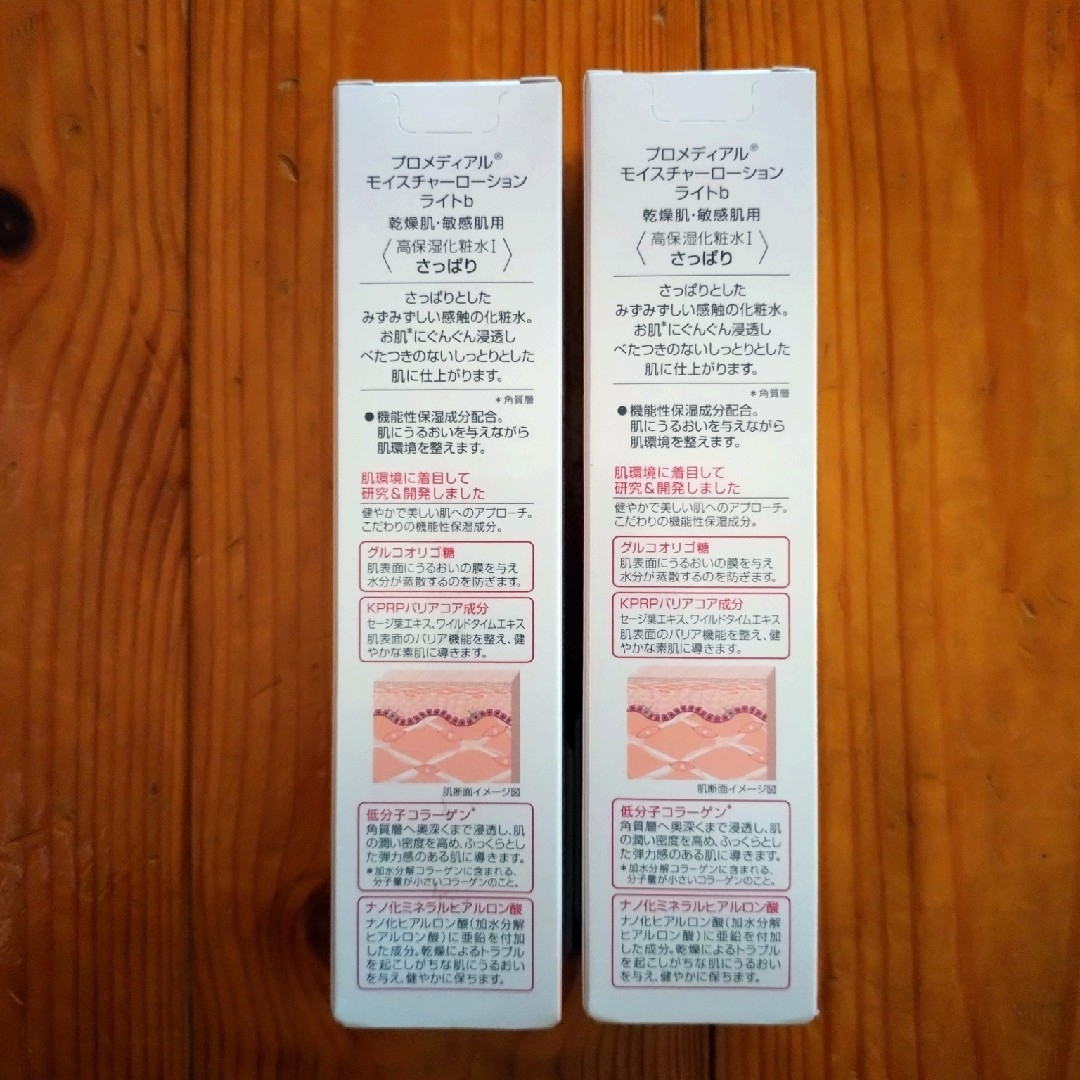 プロメディアル®
モイスチャーローション
ライトb
乾燥肌・敏感肌用
〈高保湿化粧水I
さっぱり〉
さっぱりとした
みずみずしい感触の化粧水。
お肌*にぐんぐん浸透し
べたつきのないしっとりとした
肌に仕上がります。
*角質層
●機能性保湿成分配合。
肌にうるおいを与えながら
肌環境を整えます。
肌環境に着目して
研究&開発しました
健やかで美しい肌へのアプローチ。
こだわりの機能性保湿成分。
グルコオリゴ糖
肌表面にうるおいの膜を与え
水分が蒸散するのを防ぎます。
KPRPバリアコア成分
セージ葉エキス、ワイルドタイムエキス
肌表面のバリア機能を整え、健
やかな素肌に導きます。
肌断面イメージ図
低分子コラーゲン*
角質層へ奥深くまで浸透し、肌
の潤い密度を高め、ふっくらとし
た弾力感のある肌に導きます。
*加水分解コラーゲンに含まれる、
分子量が小さいコラーゲンのこと。
ナノ化ミネラルヒアルロン酸
ナノ化ヒアルロン酸(加水分解
ヒアルロン酸)に亜鉛を付加
した成分。乾燥によるトラブル
を起こしがちな肌にうるおい
を与え、健やかに保ちます。
プロメディアル®
モイスチャーローション
ライトb
乾燥肌・敏感肌用
〈高保湿化粧水I
さっぱり〉
さっぱりとした
みずみずしい感触の化粧水。
お肌*にぐんぐん浸透し
べたつきのないしっとりとした
肌に仕上がります。
*角質層
●機能性保湿成分配合。
肌にうるおいを与えながら
肌環境を整えます。
肌環境に着目して
研究&開発しました
健やかで美しい肌へのアプローチ。
こだわりの機能性保湿成分。
グルコオリゴ糖
肌表面にうるおいの膜を与え
水分が蒸散するのを防ぎます。
KPRPバリアコア成分
セージ葉エキス、ワイルドタイムエキス
肌表面のバリア機能を整え、健
やかな素肌に導きます。
肌断面イメージ図
低分子コラーゲン*
角質層へ奥深くまで浸透し、肌
の潤い密度を高め、ふっくらとし
た弾力感のある肌に導きます。
*加水分解コラーゲンに含まれる、
分子量が小さいコラーゲンのこと。
ナノ化ミネラルヒアルロン酸
ナノ化ヒアルロン酸(加水分解
ヒアルロン酸)に亜鉛を付加
した成分。乾燥によるトラブル
を起こしがちな肌にうるおい
を与え、健やかに保ちます。